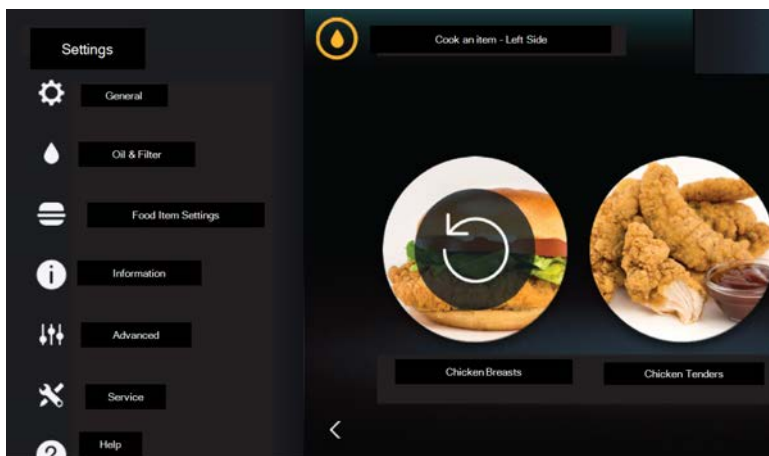 Settings
General
Oil & Filter
Food Item Settings
Information
Advanced
Service
Help
Cook an item - Left Side
Chicken Breasts
Chicken Tenders